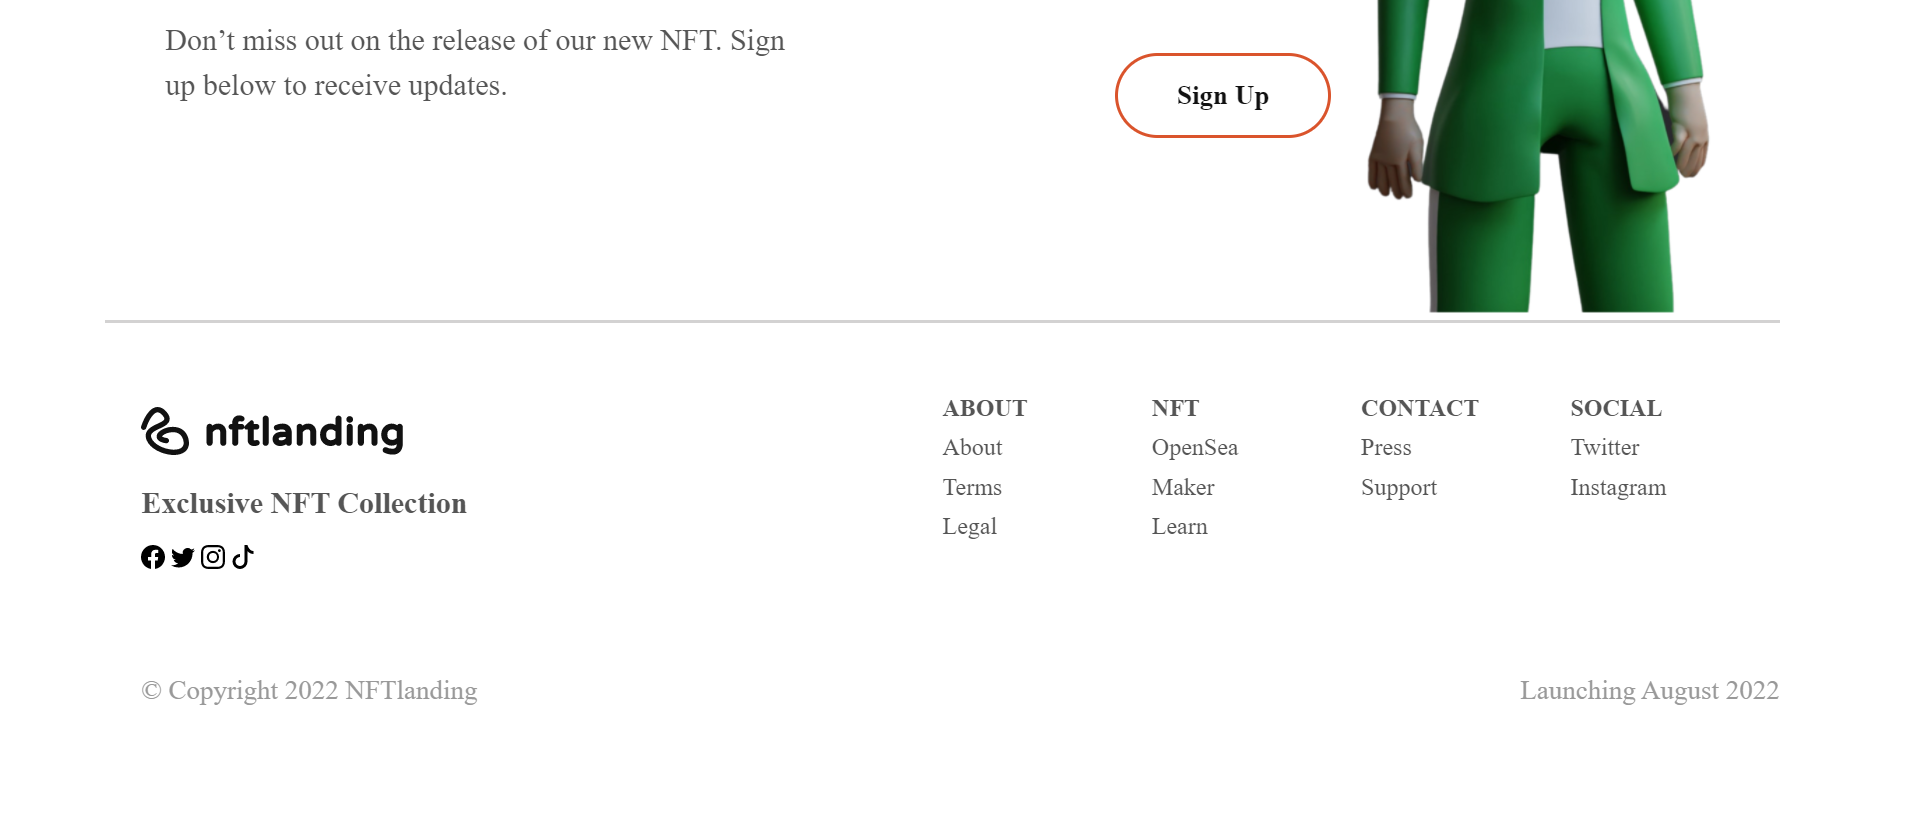 Don’t miss out on the release of our new NFT. Sign
up below to receive updates.
Sign Up
nftlanding
Exclusive NFT Collection
ABOUT
About
Terms
Legal
NFT
OpenSea
Maker
Learn
CONTACT
Press
Support
SOCIAL
Twitter
Instagram
© Copyright 2022 NFTlanding
Launching August 2022